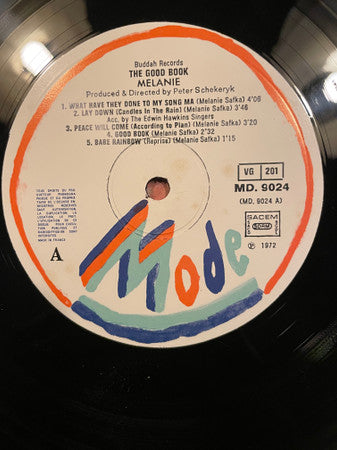 Buddah Records
THE GOOD BOOK
MELANIE
Produced & Directed by Peter Schekeryk
1. WHAT HAVE THEY DONE TO MY SONG MA (Melanie Safka) 4'06
2. LAY DOWN (Candles In The Rain) (Melanie Safka) 3'46
Acc. by The Edwin Hawkins Singers
3. PEACE WILL COME (According to Plan) (Melanie Safka) 3'20
4. GOOD BOOK (Melanie Safka) 2'32
5. BABE RAINBOW (Reprise) (Melanie Safka) 1'15
VG 201
MD. 9024
(MD. 9024 A)
SACEM
℗ 1972
A
MADE IN FRANCE
Mode